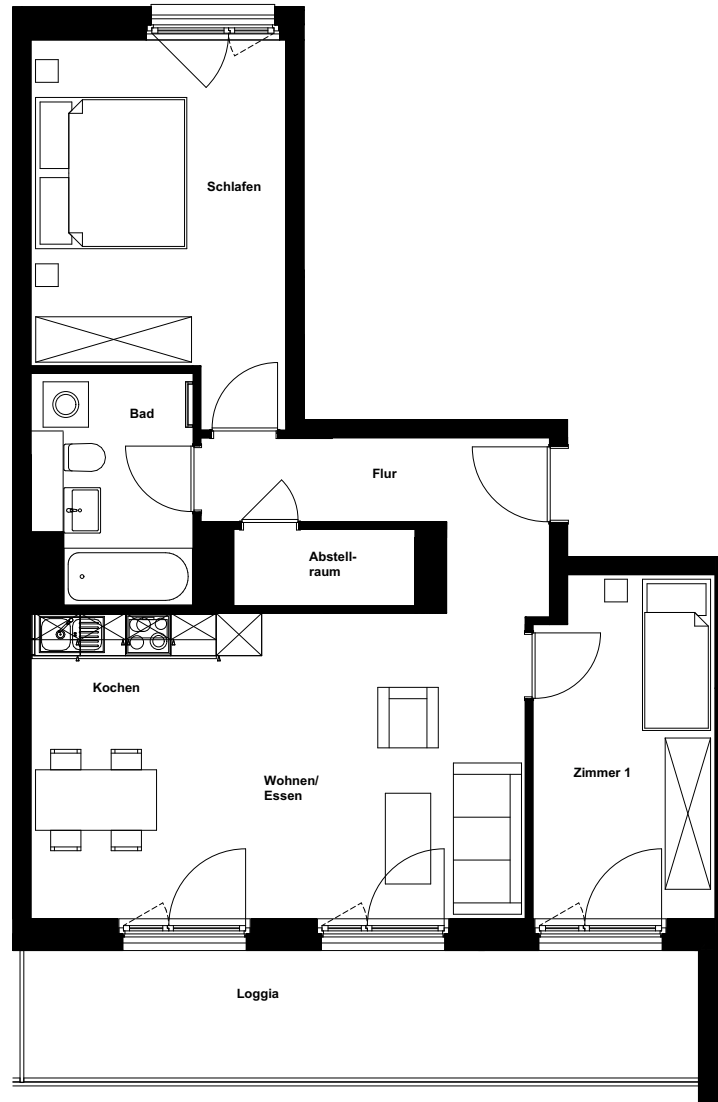 Schlafen
Bad
Flur
Abstell-
raum
Kochen
Wohnen/
Essen
Zimmer 1
Loggia